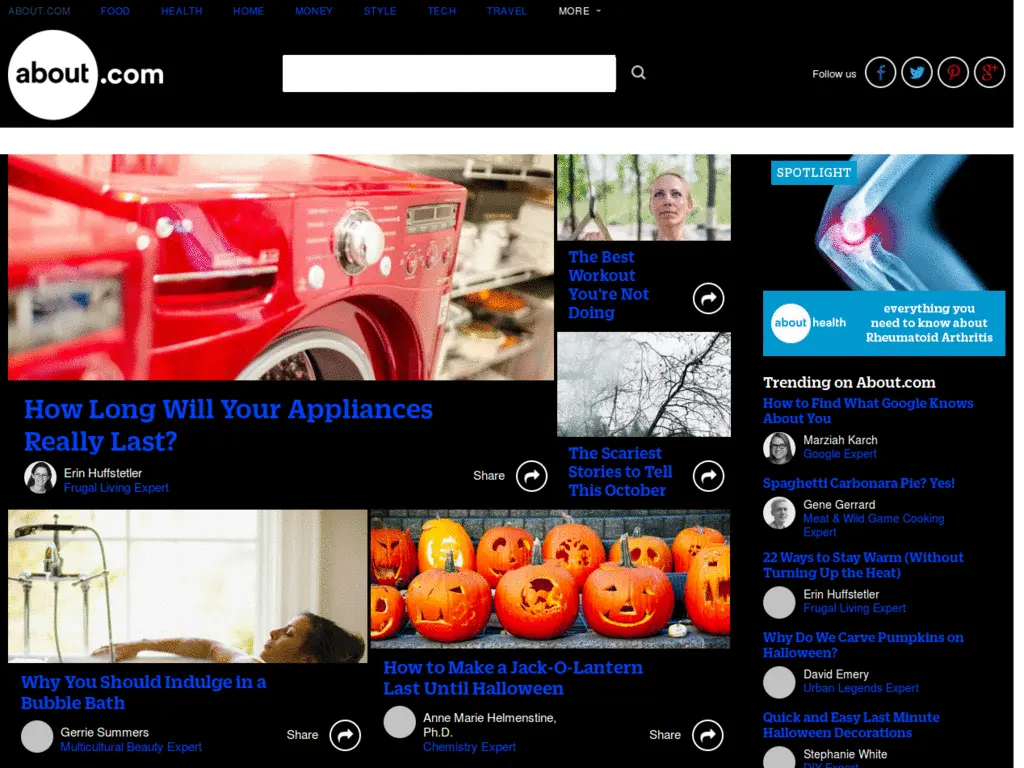 ABOUT.COM FOOD HEALTH HOME MONEY STYLE TECH TRAVEL MORE
about.com
Follow us
SPOTLIGHT
about health
everything you
need to know about
Rheumatoid Arthritis
How Long Will Your Appliances
Really Last?
Erin Huffstetler
Frugal Living Expert
Share
The Best
Workout
You're Not
Doing
The Scariest
Stories to Tell
This October
Why You Should Indulge in a
Bubble Bath
Gerrie Summers
Multicultural Beauty Expert
Share
How to Make a Jack-O-Lantern
Last Until Halloween
Anne Marie Helmenstine,
Ph.D.
Chemistry Expert
Share
Trending on About.com
How to Find What Google Knows
About You
Marziah Karch
Google Expert
Spaghetti Carbonara Pie? Yes!
Gene Gerrard
Meat & Wild Game Cooking
Expert
22 Ways to Stay Warm (Without
Turning Up the Heat)
Erin Huffstetler
Frugal Living Expert
Why Do We Carve Pumpkins on
Halloween?
David Emery
Urban Legends Expert
Quick and Easy Last Minute
Halloween Decorations
Stephanie White
DIY Expert